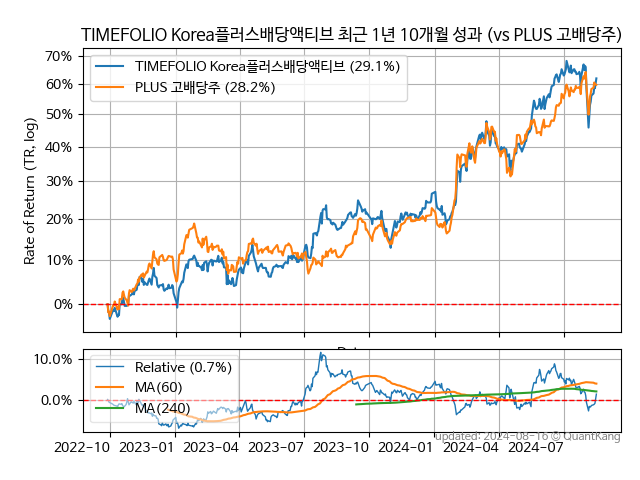 TIMEFOLIO Korea플러스배당액티브 최근 1년 10개월 성과 (vs PLUS 고배당주)
70%
60%
50%
40%
30%
20%
10%
0%
Rate of Return (TR, log)
TIMEFOLIO Korea플러스배당액티브 (29.1%)
PLUS 고배당주 (28.2%)
10.0%
0.0%
Relative (0.7%)
MA(60)
MA(240)
2022−10 2023−01 2023−04 2023−07 2023−10 2024−01 2024−04 2024−07
updated: 2024-08-16 © QuantKang